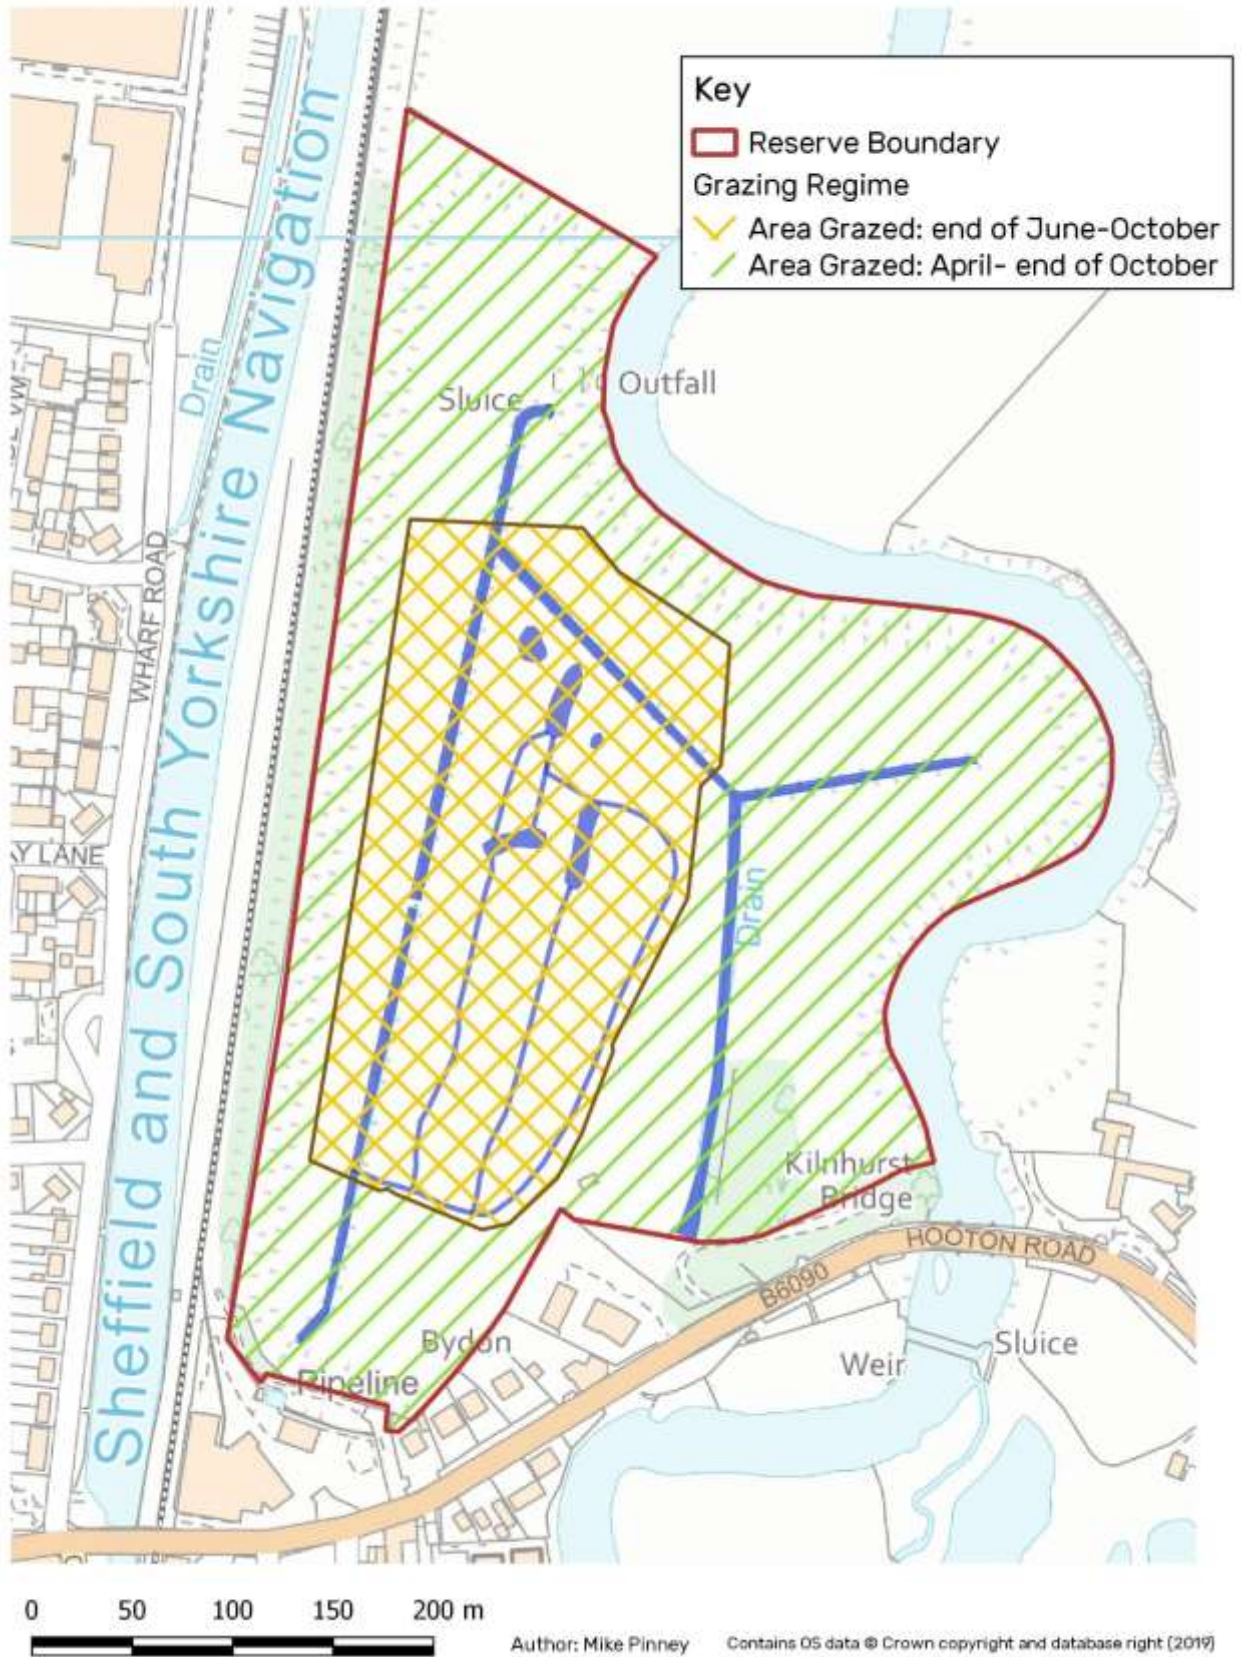 Key
Reserve Boundary
Grazing Regime
Area Grazed: end of June-October
Area Grazed: April- end of October
Sheffield and South Yorkshire Navigation
Drain
Sluice
Outfall
WHARF ROAD
Y LANE
Drain
Kilnhurst
Bridge
HOOTON ROAD
B6090
Bydon
Pipeline
Weir
Sluice
0 50 100 150 200 m
Author: Mike Pinney
Contains OS data © Crown copyright and database right (2019)